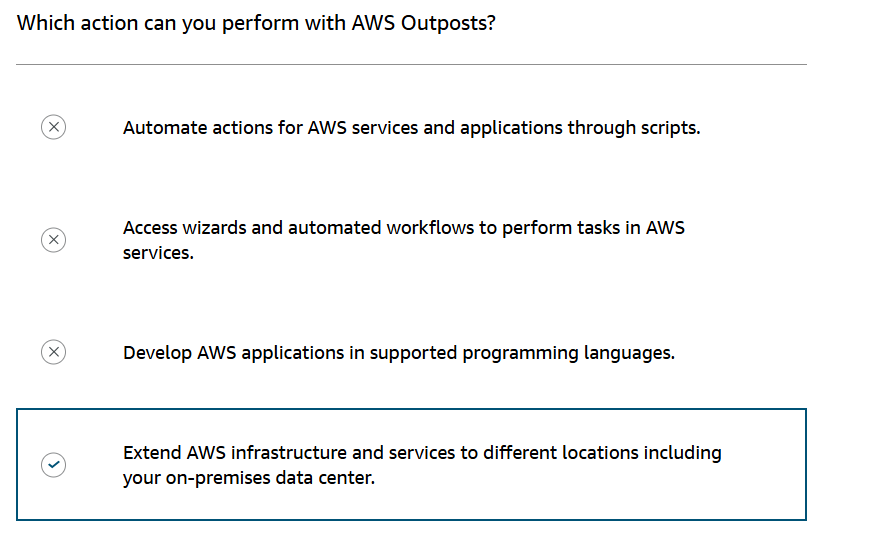 Which action can you perform with AWS Outposts?
Automate actions for AWS services and applications through scripts.
Access wizards and automated workflows to perform tasks in AWS
services.
Develop AWS applications in supported programming languages.
Extend AWS infrastructure and services to different locations including
your on-premises data center.